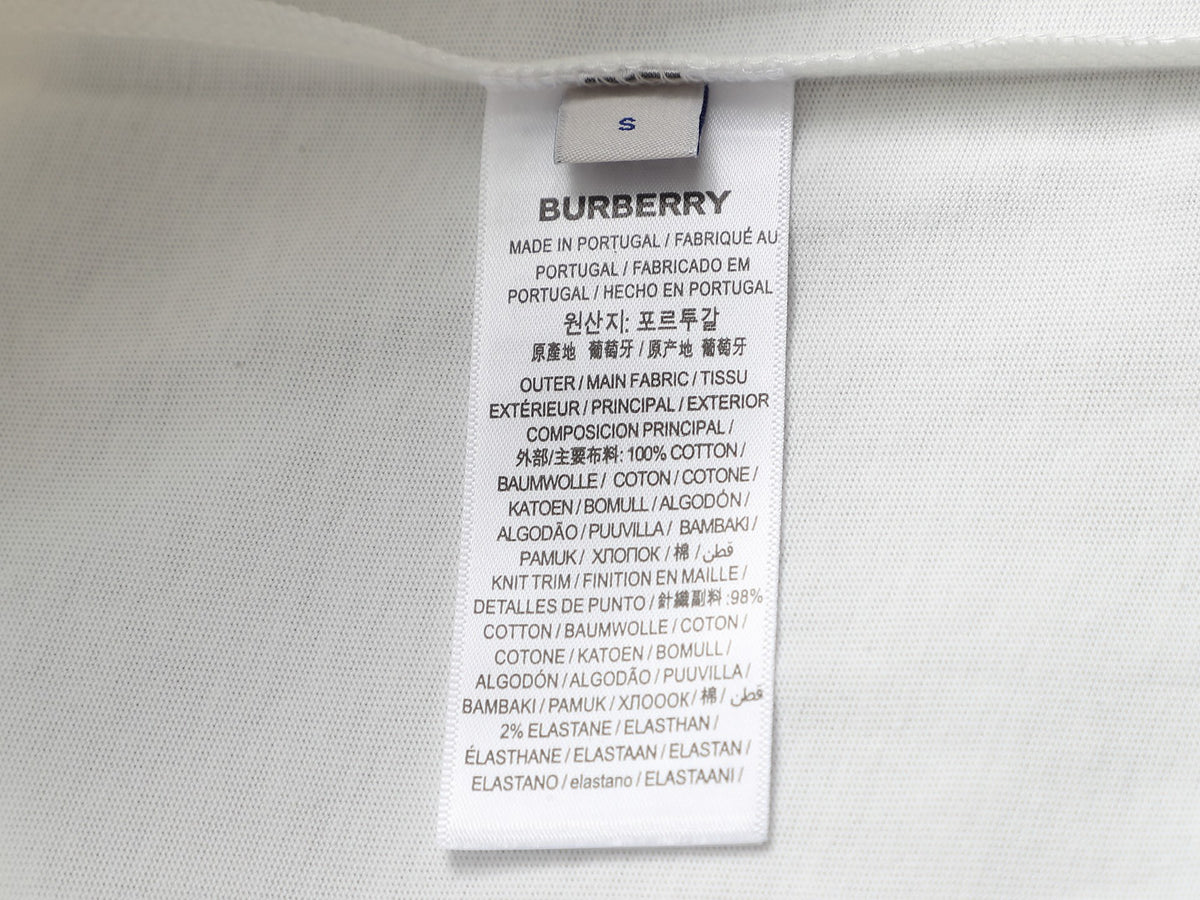 S
BURBERRY
MADE IN PORTUGAL / FABRIQUÉ AU
PORTUGAL / FABRICADO EM
PORTUGAL / HECHO EN PORTUGAL
원산지: 포르투갈
原產地 葡萄牙 / 原产地 葡萄牙
OUTER / MAIN FABRIC / TISSU
EXTÉRIEUR / PRINCIPAL / EXTERIOR
COMPOSICION PRINCIPAL /
外部/主要布料: 100% COTTON /
BAUMWOLLE / COTON / COTONE /
KATOEN / BOMULL / ALGODÓN /
ALGODÃO / PUUVILLA / BAMBAKI /
PAMUK / ХЛОПОК / 棉 / قطن
KNIT TRIM / FINITION EN MAILLE /
DETALLES DE PUNTO / 針織副料 :98%
COTTON / BAUMWOLLE / COTON /
COTONE / KATOEN / BOMULL /
ALGODÓN / ALGODÃO / PUUVILLA /
BAMBAKI / PAMUK / ХЛОООК / 棉 / قطن
2% ELASTANE / ELASTHAN /
ÉLASTHANE / ELASTAAN / ELASTAN /
ELASTANO / elastano / ELASTAANI /